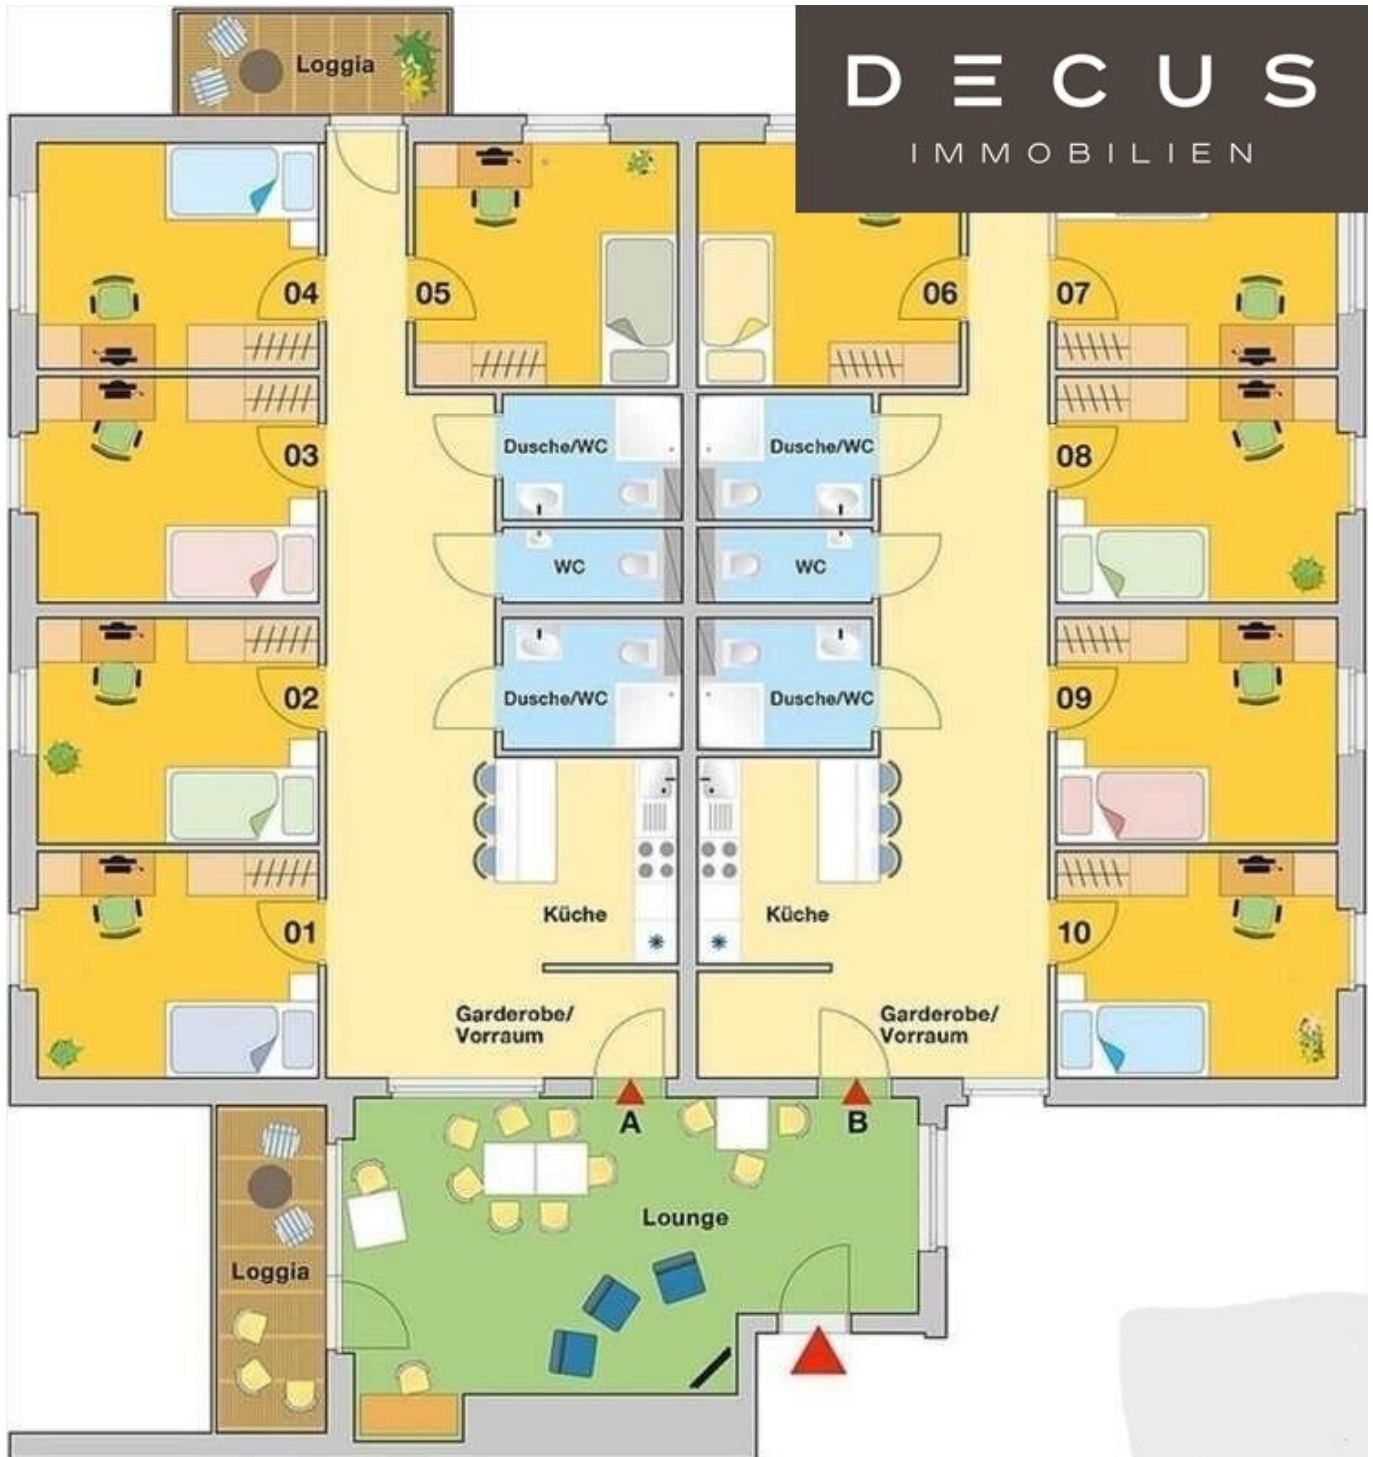 Loggia
DECUS
IMMOBILIEN
04
05
06
07
03
Dusche/WC
Dusche/WC
08
WC
WC
02
Dusche/WC
Dusche/WC
09
01
Küche
Küche
10
Garderobe/
Vorraum
Garderobe/
Vorraum
A
B
Lounge
Loggia